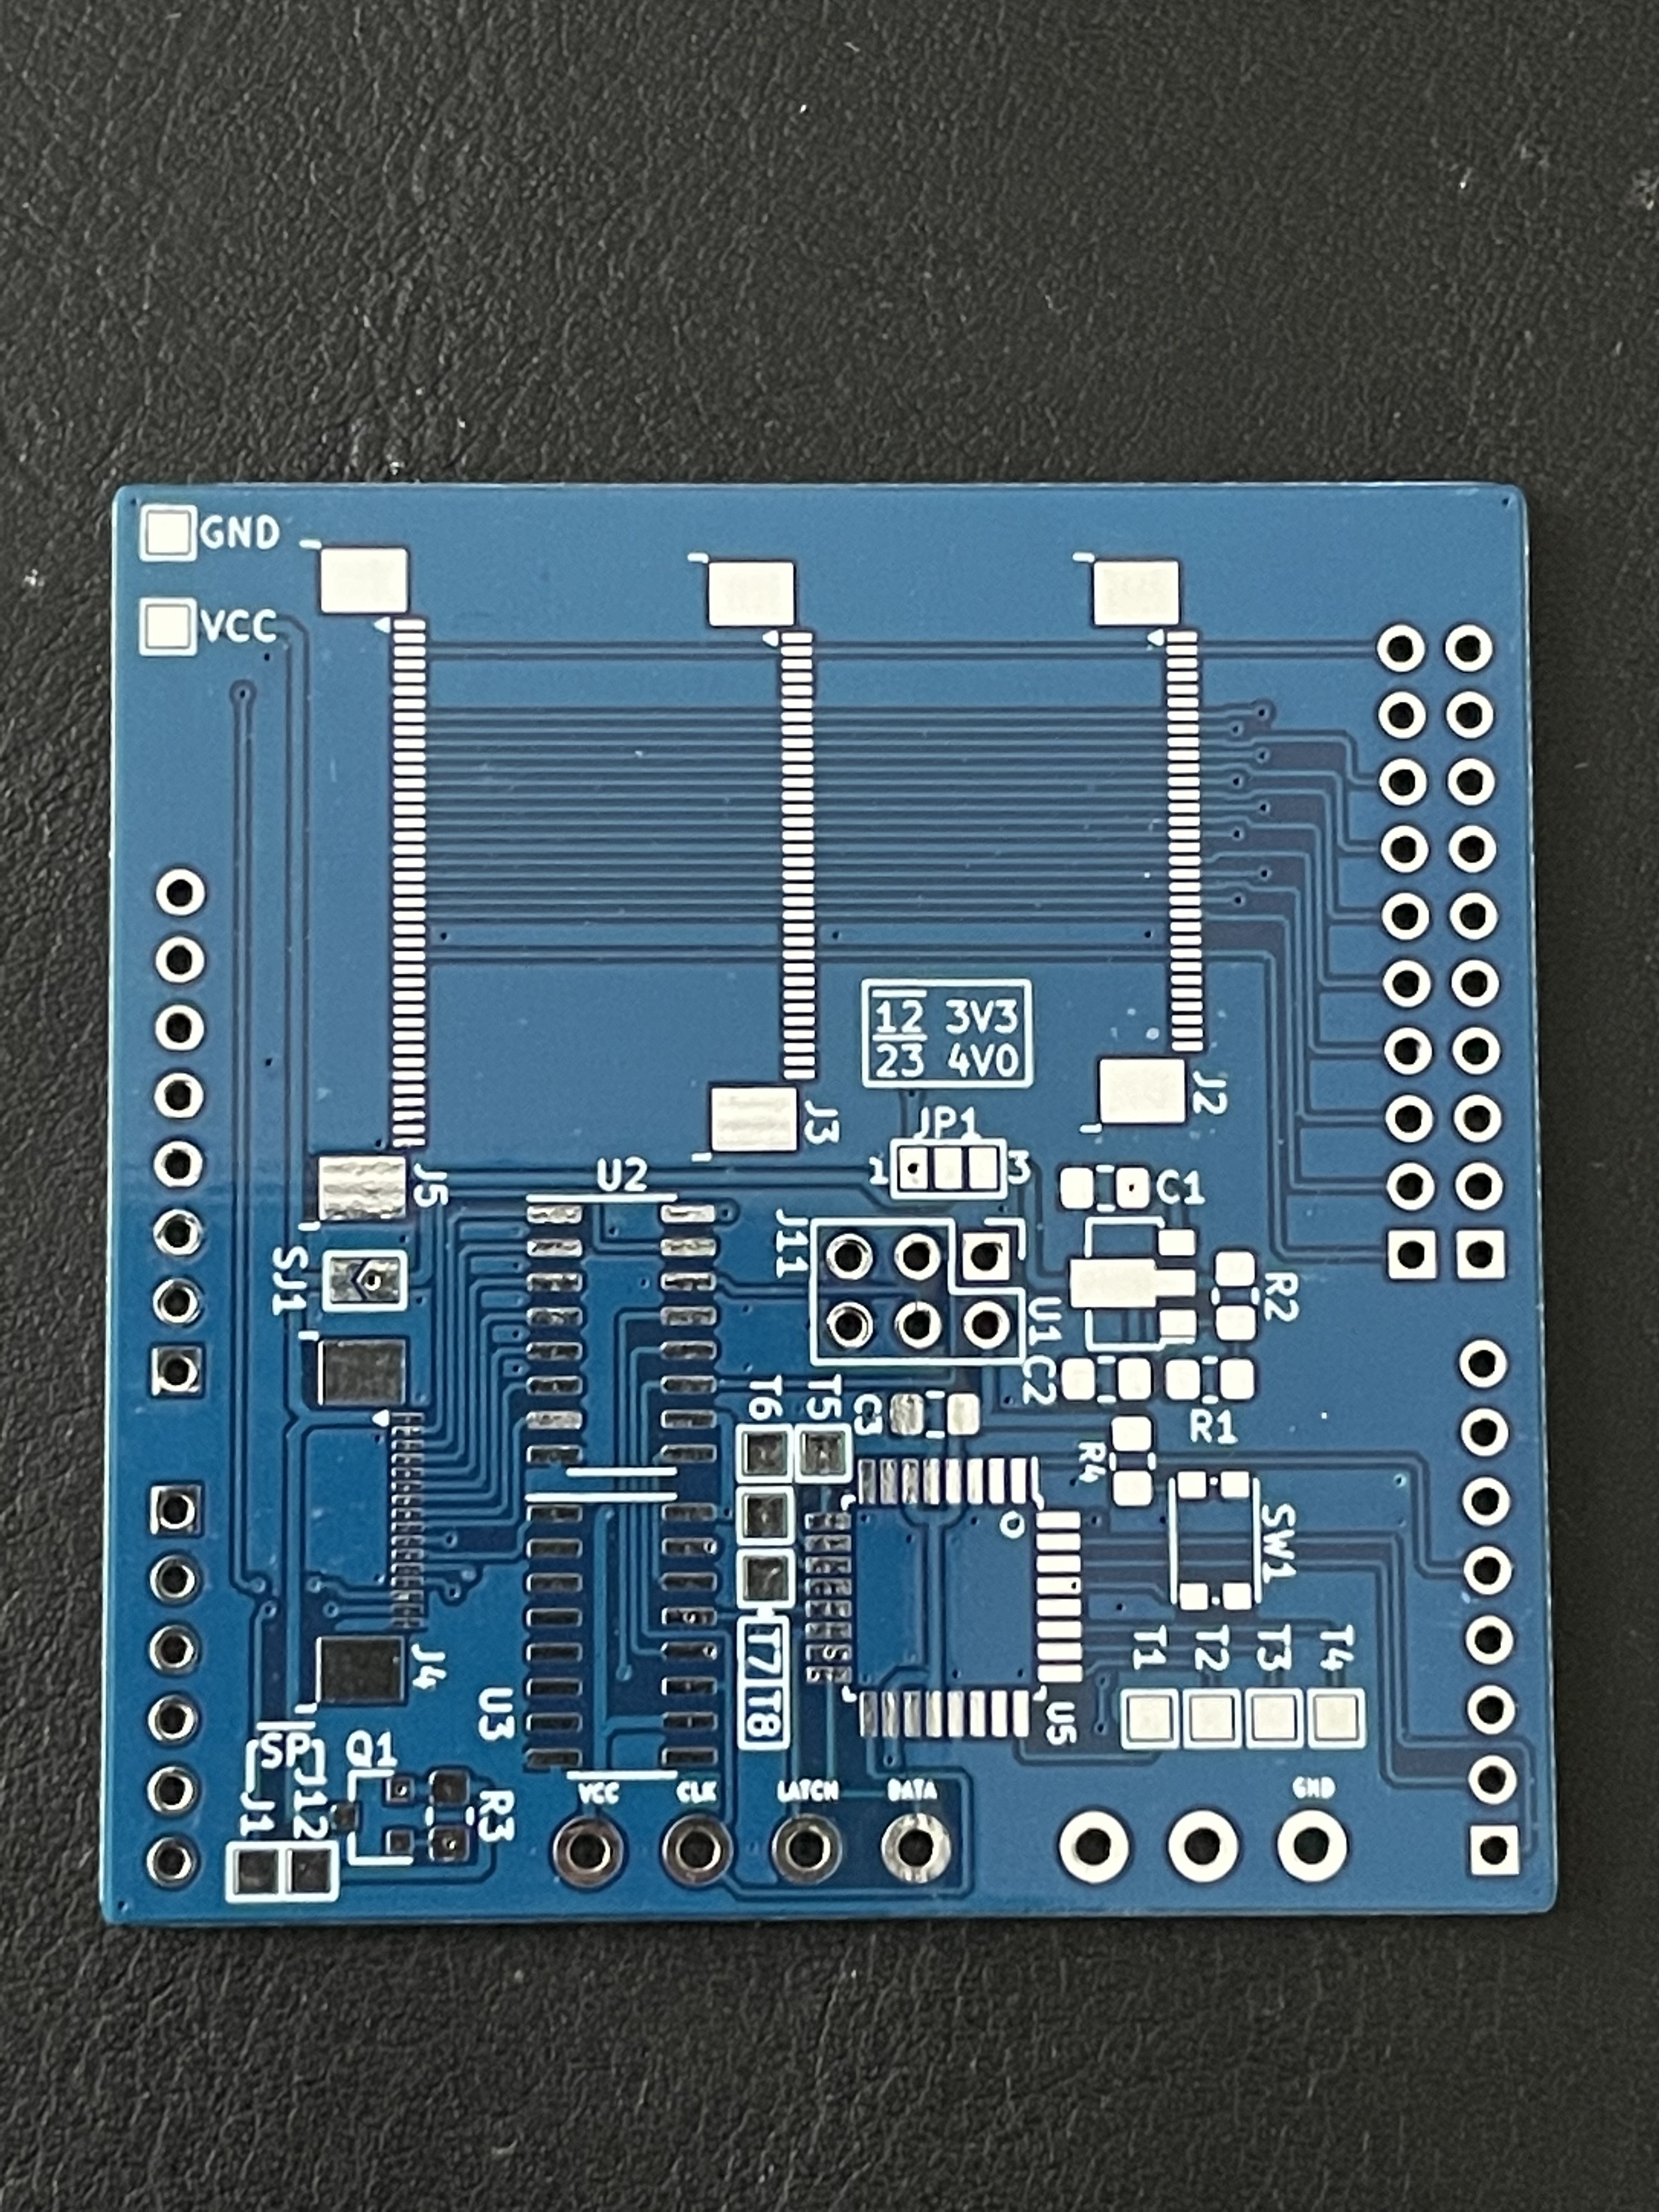 GND
VCC
12 3V3
23 4V0
J2
J3
JP1
1
3
J5
U2
C1
J11
SJ1
R2
U1
C2
T6
T5
C3
R1
R4
SW1
T1
T2
T3
T4
J4
T7
T8
U3
U5
SP
Q1
J1
J12
R3
VCC
CLK
LATCH
DATA
GND